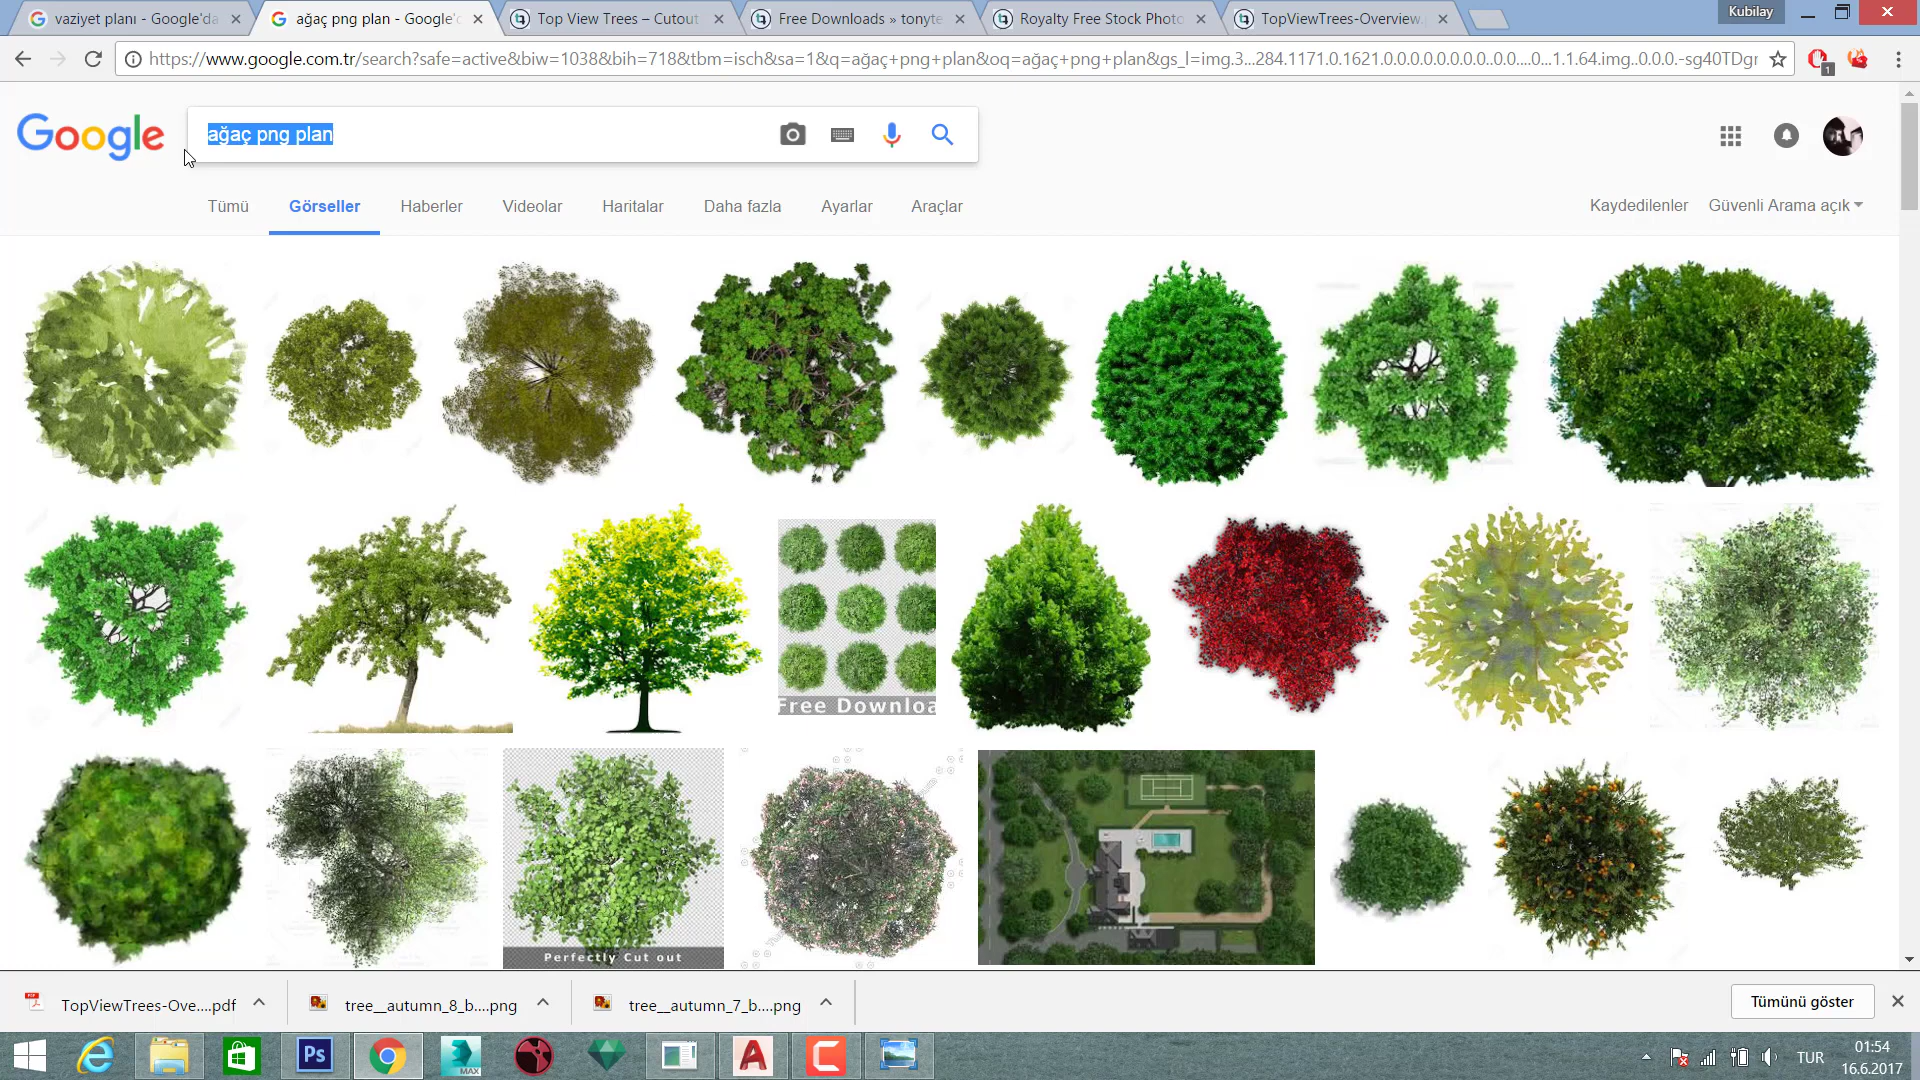 vaziyet planı - Google'da
ağaç png plan - Google'd
Top View Trees – Cutout
Free Downloads » tonyte
Royalty Free Stock Photo
TopViewTrees-Overview.
Kubilay
https://www.google.com.tr/search?safe=active&biw=1038&bih=718&tbm=isch&sa=1&q=ağaç+png+plan&oq=ağaç+png+plan&gs_l=img.3...284.1171.0.1621.0.0.0.0.0.0.0.0..0.0....0...1.1.64.img..0.0.0.-sg40TDgr
1
Google
ağaç png plan
Tümü
Görseller
Haberler
Videolar
Haritalar
Daha fazla
Ayarlar
Araçlar
Kaydedilenler
Güvenli Arama açık
Free Downloa
Perfectly Cut out
TopViewTrees-Ove....pdf
tree__autumn_8_b....png
tree__autumn_7_b....png
Tümünü göster
Ps
MAX
TUR
01:54
16.6.2017